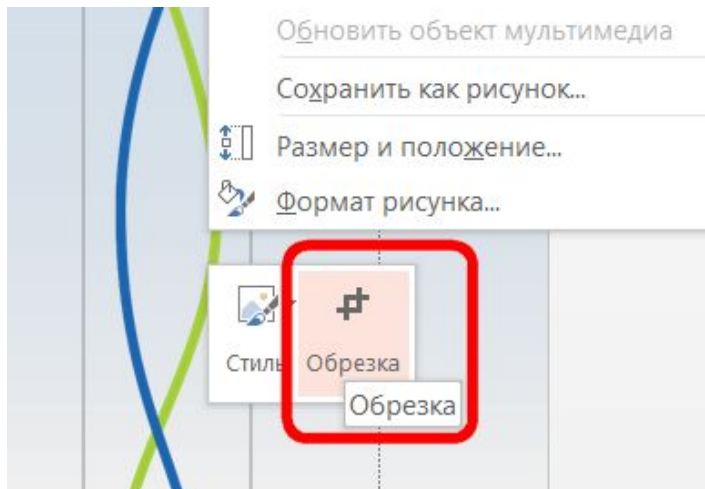 Обновить объект мультимедиа
Сохранить как рисунок...
Размер и положение...
Формат рисунка...
Стиль Обрезка
Обрезка